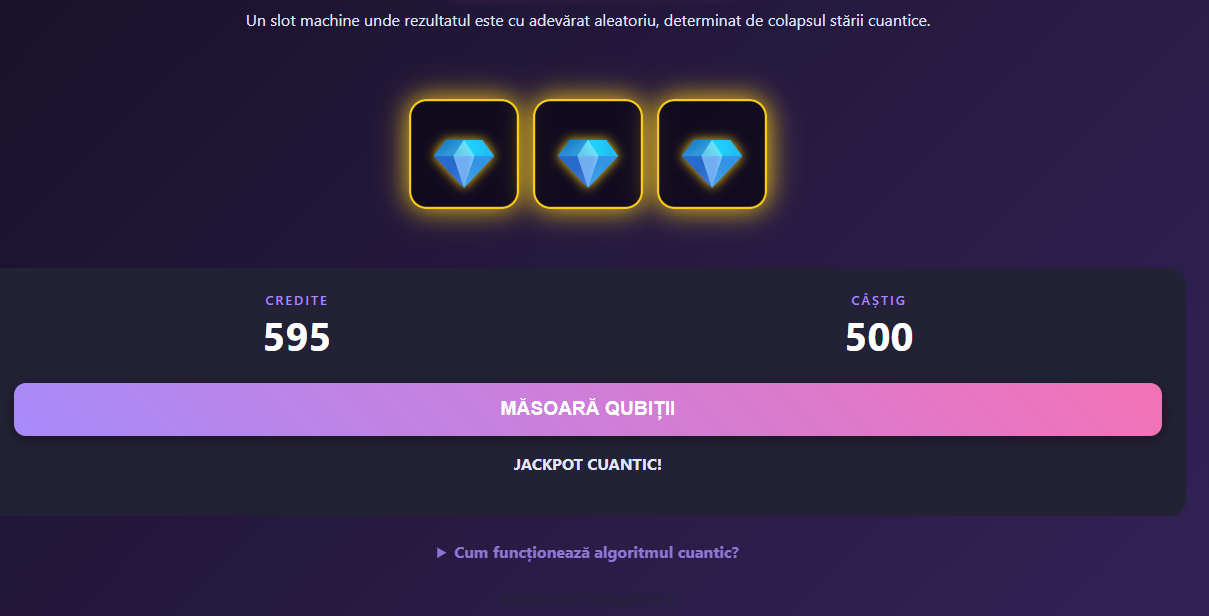 Un slot machine unde rezultatul este cu adevărat aleatoriu, determinat de colapsul stării cuantice.
CREDITE
CÂȘTIG
595
500
MĂSOARĂ QUBIȚII
JACKPOT CUANTIC!
▶ Cum funcționează algoritmul cuantic?